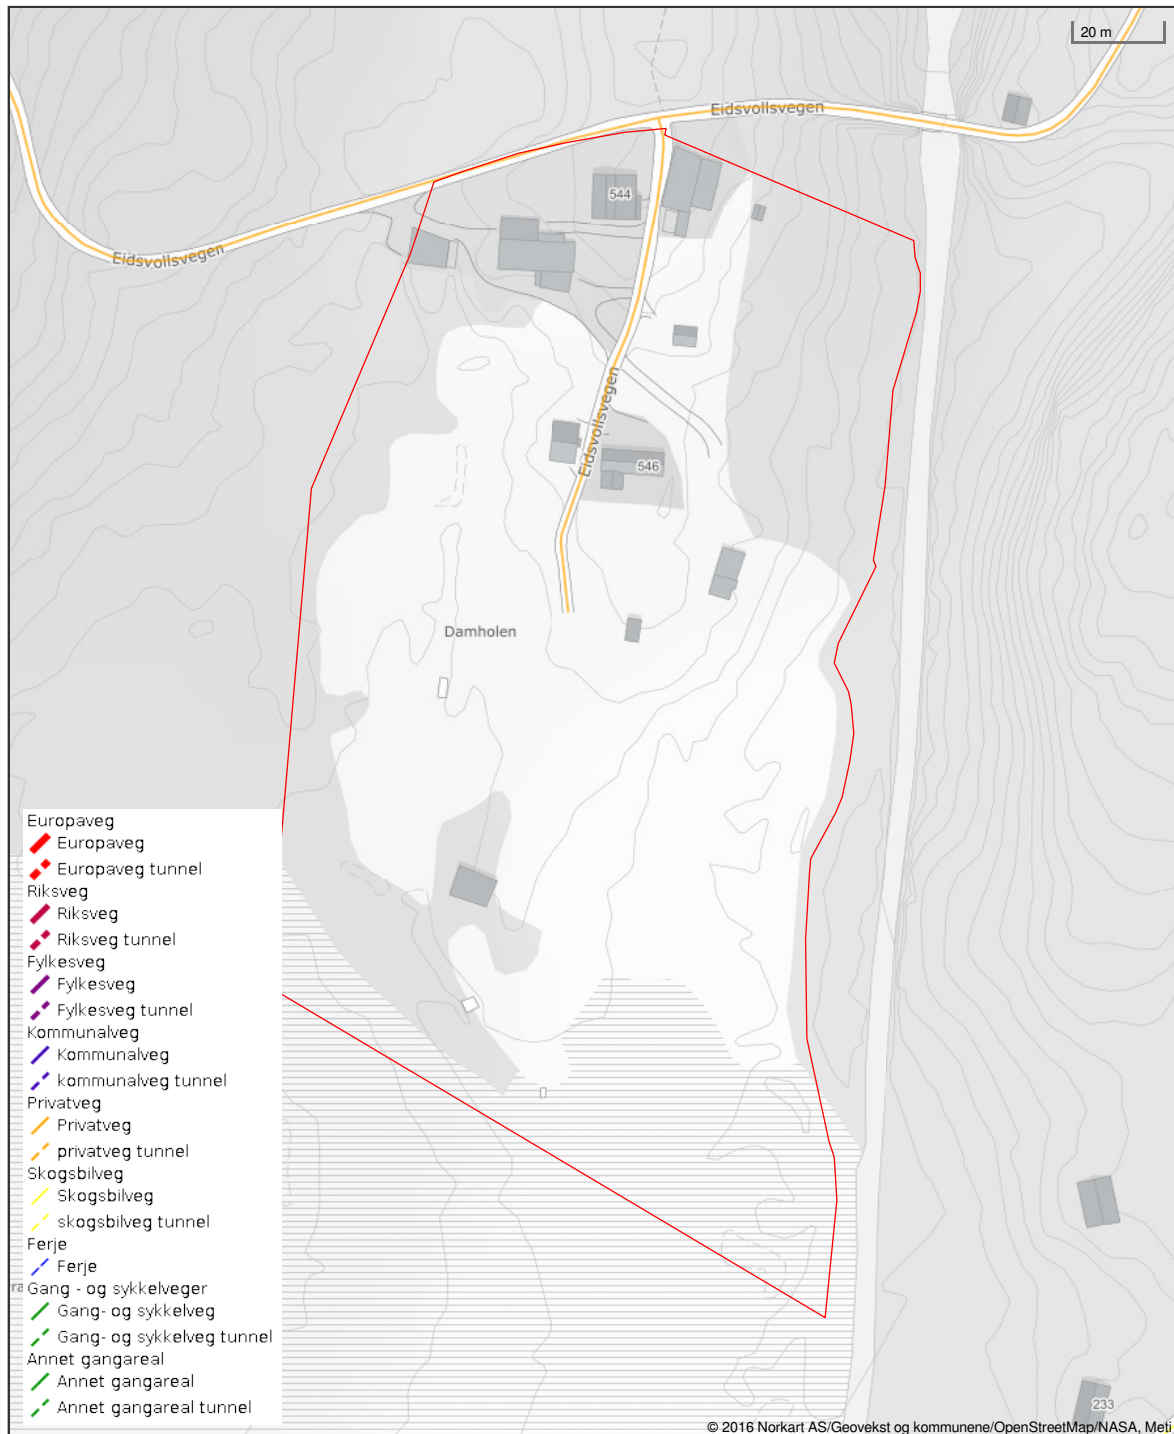 20 m
Eidsvollsvegen
544
Eidsvollsvegen
Eidsvollsvegen
546
Damholen
Europaveg
Europaveg
Europaveg tunnel
Riksveg
Riksveg
Riksveg tunnel
Fylkesveg
Fylkesveg
Fylkesveg tunnel
Kommunalveg
Kommunalveg
kommunalveg tunnel
Privatveg
Privatveg
privatveg tunnel
Skogsbilveg
Skogsbilveg
skogsbilveg tunnel
Ferje
Ferje
Gang - og sykkelveger
Gang- og sykkelveg
Gang- og sykkelveg tunnel
Annet gangareal
Annet gangareal
Annet gangareal tunnel
233
© 2016 Norkart AS/Geovekst og kommunene/OpenStreetMap/NASA, Meti